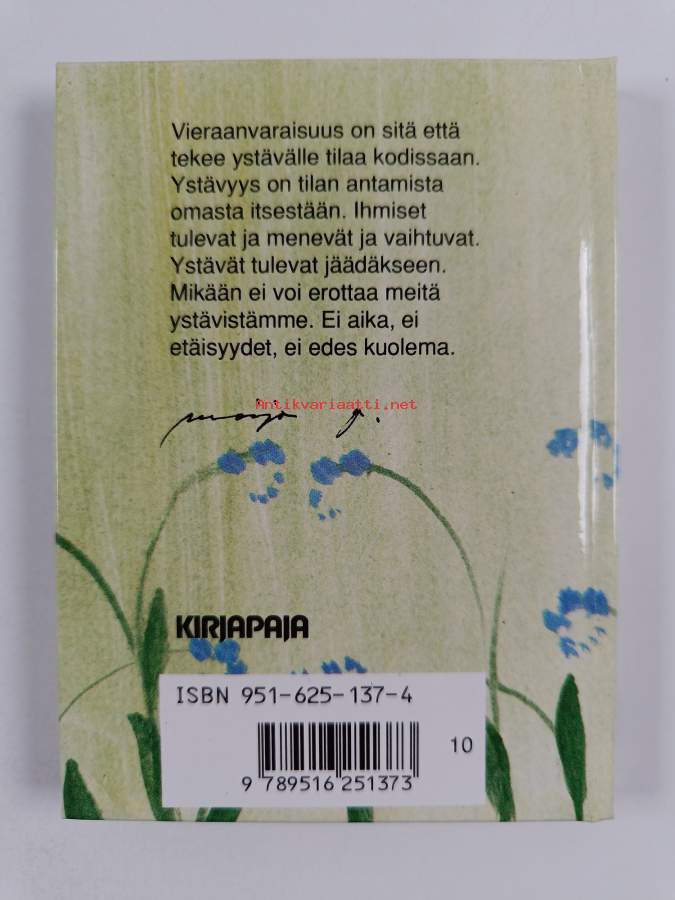 Vieraanvaraisuus on sitä että
tekee ystävälle tilaa kodissaan.
Ystävyys on tilan antamista
omasta itsestään. Ihmiset
tulevat ja menevät ja vaihtuvat.
Ystävät tulevat jäädäkseen.
Mikään ei voi erottaa meitä
ystävistämme. Ei aika, ei
etäisyydet, ei edes kuolema.
Antikvariaatti.net
KIRJAPAJA
ISBN 951-625-137-4
10
9 789516 251373